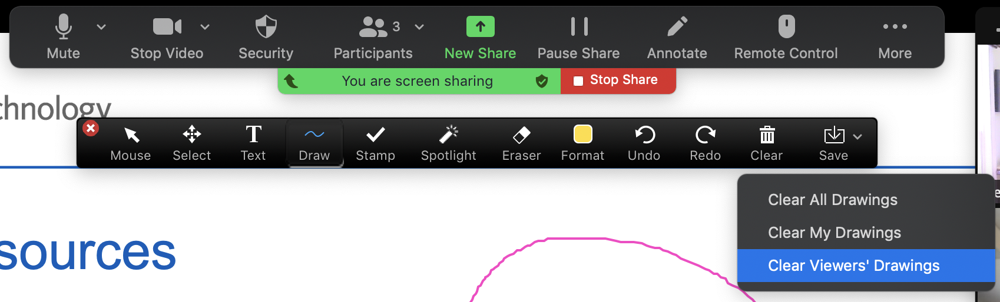 Mute
Stop Video
Security
3
Participants
New Share
Pause Share
Annotate
Remote Control
More
You are screen sharing
Stop Share
chnology
Mouse
Select
T
Text
Draw
Stamp
Spotlight
Eraser
Format
Undo
Redo
Clear
Save
Clear All Drawings
Clear My Drawings
Clear Viewers' Drawings
sources